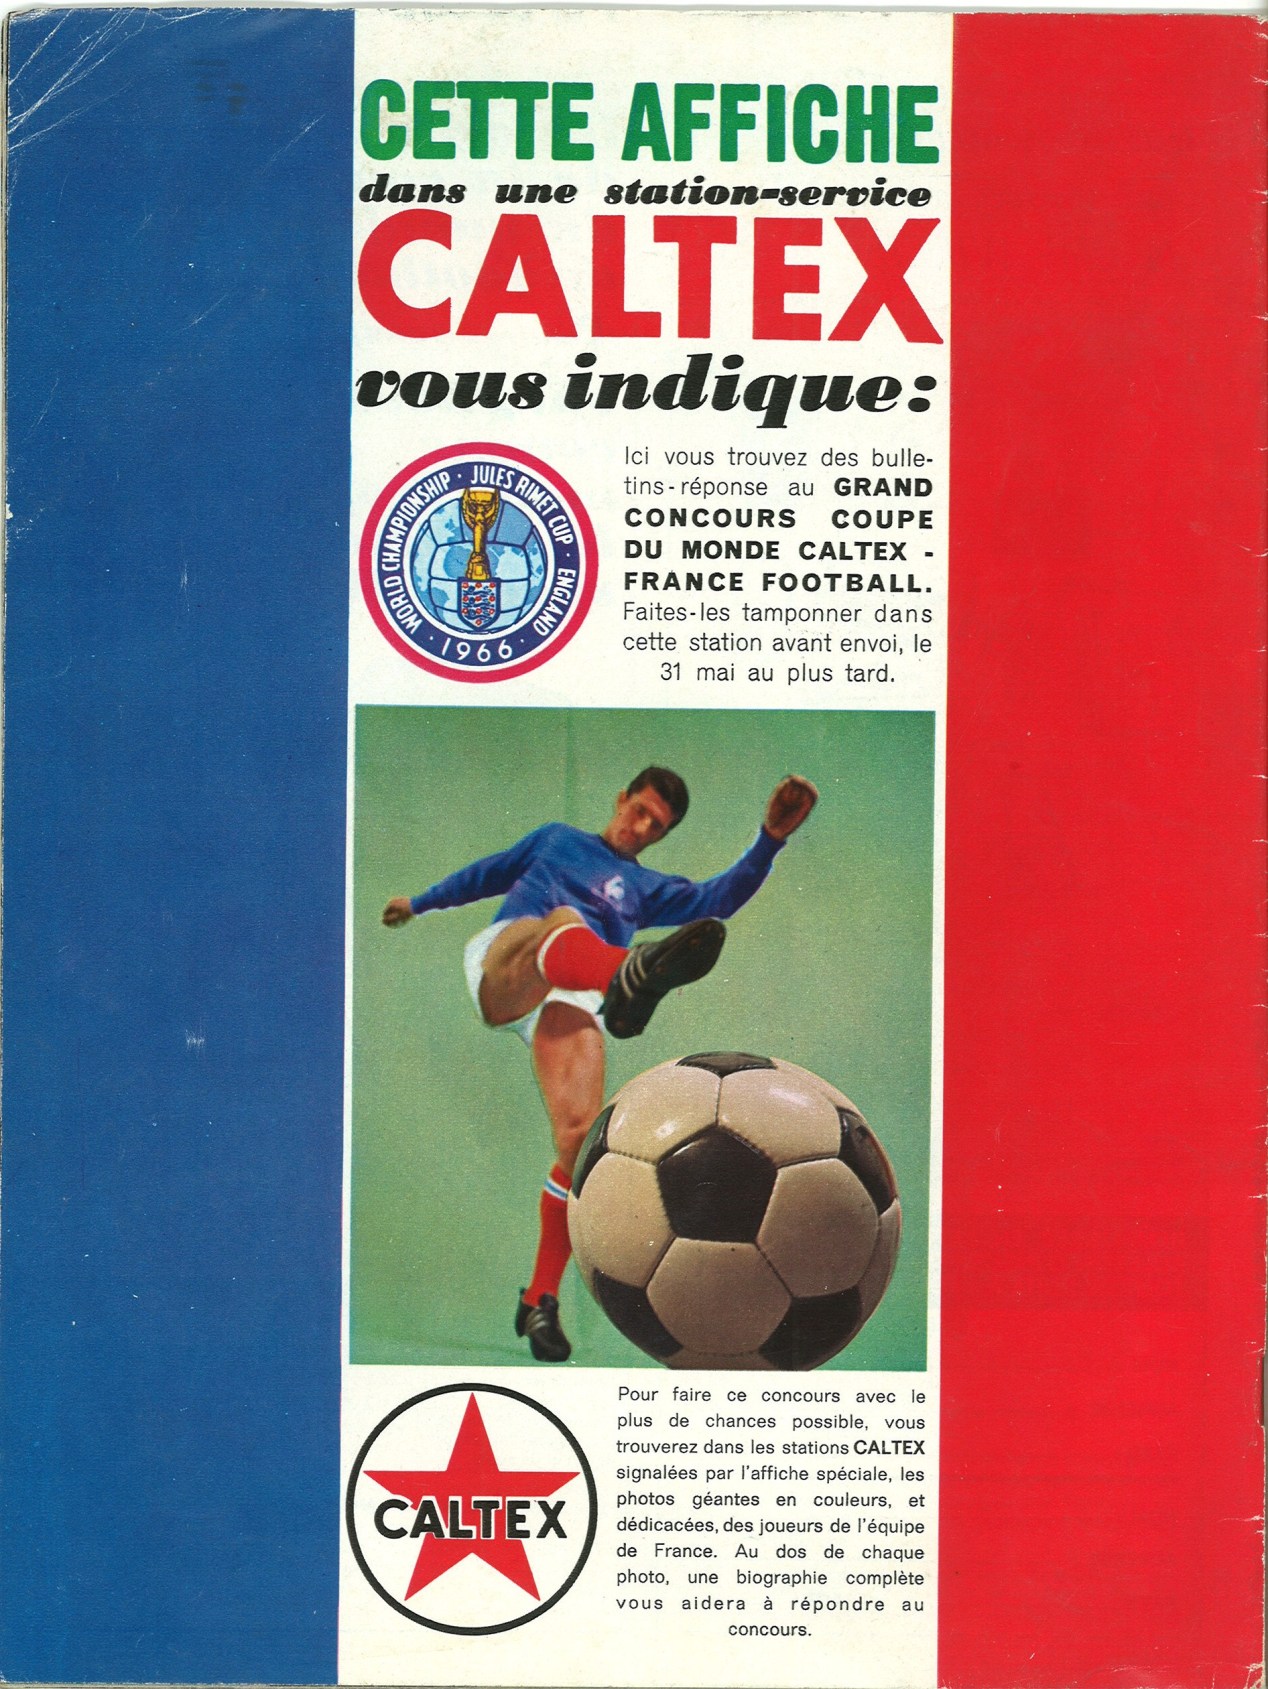 CETTE AFFICHE
dans une station-service
CALTEX
vous indique:
WORLD CHAMPIONSHIP · JULES RIMET CUP · ENGLAND
· 1966 ·
Ici vous trouvez des bulle-
tins-réponse au GRAND
CONCOURS COUPE
DU MONDE CALTEX -
FRANCE FOOTBALL.
Faites-les tamponner dans
cette station avant envoi, le
31 mai au plus tard.
CALTEX
Pour faire ce concours avec le
plus de chances possible, vous
trouverez dans les stations CALTEX
signalées par l'affiche spéciale, les
photos géantes en couleurs, et
dédicacées, des joueurs de l'équipe
de France. Au dos de chaque
photo, une biographie complète
vous aidera à répondre au
concours.